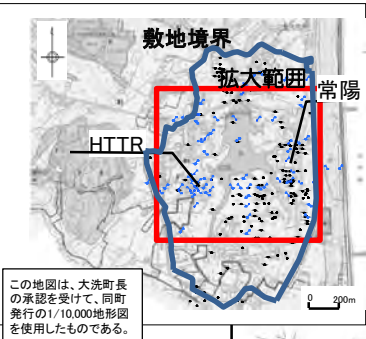 敷地境界
拡大範囲
常陽
HTTR
この地図は、大洗町長
の承認を受けて、同町
発行の1/10,000地形図
を使用したものである。
0 200m